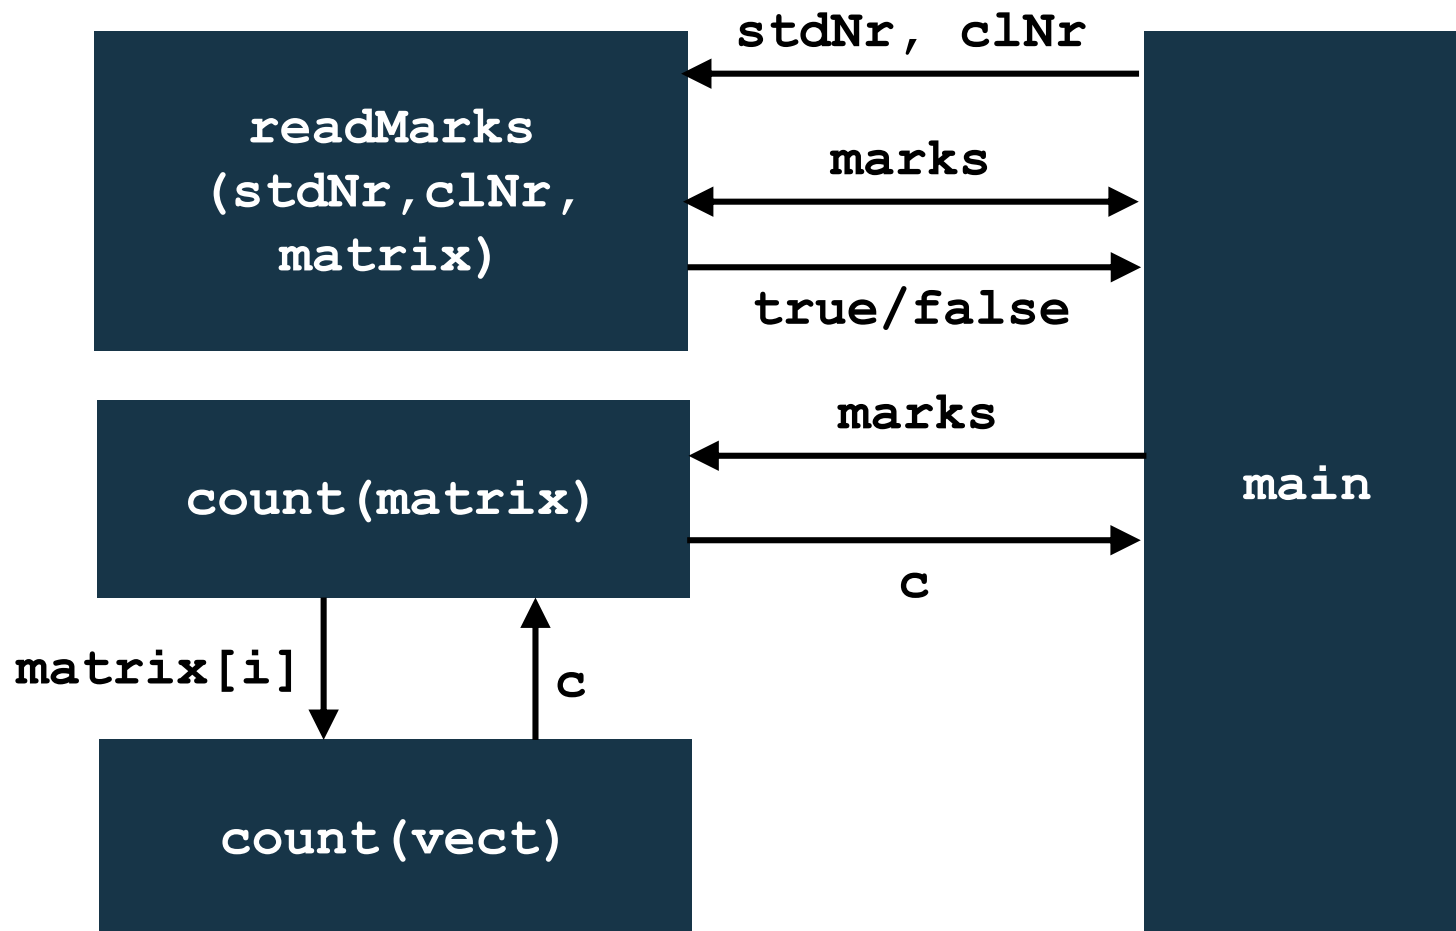 stdNr, clNr
readMarks
(stdNr,clNr,
matrix)
marks
true/false
marks
count(matrix)
main
c
matrix[i]
c
count(vect)